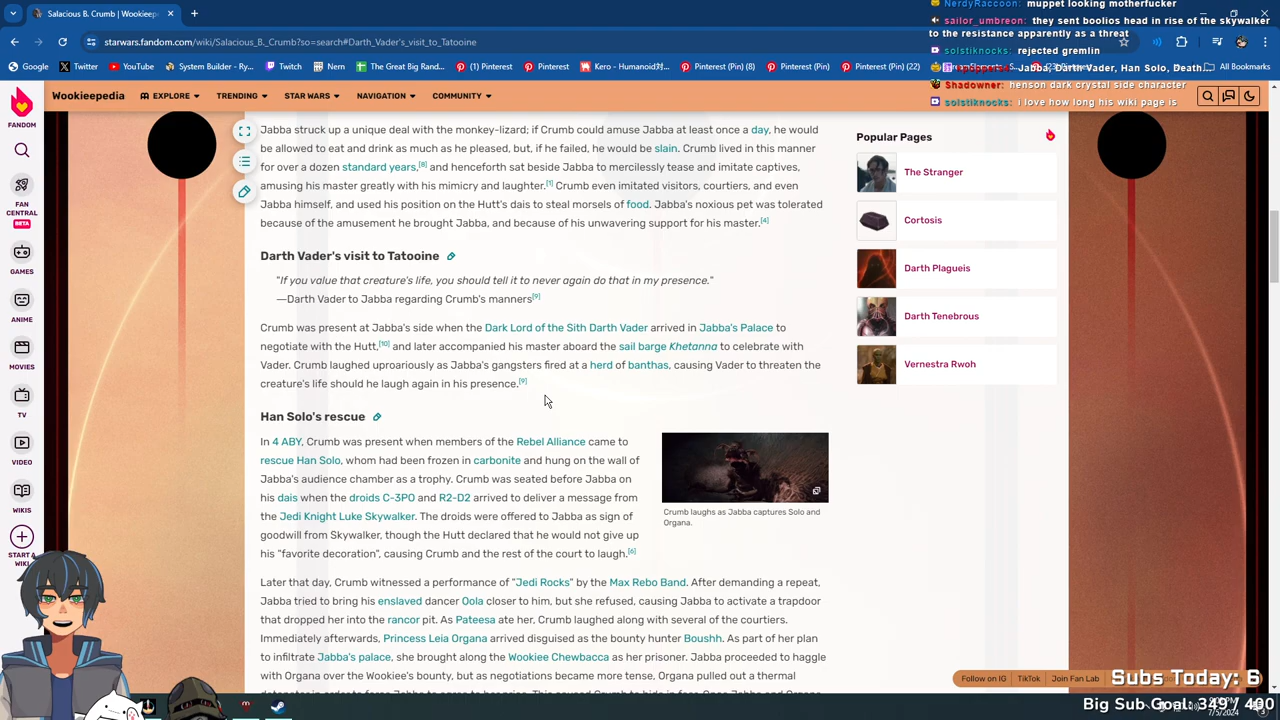 Salacious B. Crumb | Wookieep
NerdyRaccoon: muppet looking motherfucker
sailor_umbreon: they sent boolios head in rise of the skywalker
to the resistance apparently as a threat
starwars.fandom.com/wiki/Salacious_B._Crumb?so=search#Darth_Vader's_visit_to_Tatooine
solstiknocks: rejected gremlin
Google
Twitter
YouTube
System Builder - Ry...
Twitch
Nern
The Great Big Rand...
(1) Pinterest
Pinterest
Kero - Humanoid?...
Pinterest (Pin) (8)
Pinterest (Pin)
Pinterest (Pin) (22)
Jabba, Darth Vader, Han Solo, Death...
All Bookmarks
Shadowner: henson dark crystal side character
solstiknocks: i love how long his wiki page is
Wookieepedia
EXPLORE
TRENDING
STAR WARS
NAVIGATION
COMMUNITY
FANDOM
FAN CENTRAL
BETA
GAMES
ANIME
MOVIES
TV
VIDEO
WIKIS
START A WIKI
Jabba struck up a unique deal with the monkey-lizard; if Crumb could amuse Jabba at least once a day, he would
be allowed to eat and drink as much as he pleased, but, if he failed, he would be slain. Crumb lived in this manner
for over a dozen standard years,[8] and henceforth sat beside Jabba to mercilessly tease and imitate captives,
amusing his master greatly with his mimicry and laughter.[1] Crumb even imitated visitors, courtiers, and even
Jabba himself, and used his position on the Hutt's dais to steal morsels of food. Jabba's noxious pet was tolerated
because of the amusement he brought Jabba, and because of his unwavering support for his master.[4]
Darth Vader's visit to Tatooine
"If you value that creature's life, you should tell it to never again do that in my presence."
—Darth Vader to Jabba regarding Crumb's manners[9]
Crumb was present at Jabba's side when the Dark Lord of the Sith Darth Vader arrived in Jabba's Palace to
negotiate with the Hutt,[10] and later accompanied his master aboard the sail barge Khetanna to celebrate with
Vader. Crumb laughed uproariously as Jabba's gangsters fired at a herd of banthas, causing Vader to threaten the
creature's life should he laugh again in his presence.[9]
Han Solo's rescue
In 4 ABY, Crumb was present when members of the Rebel Alliance came to
rescue Han Solo, whom had been frozen in carbonite and hung on the wall of
Jabba's audience chamber as a trophy. Crumb was seated before Jabba on
his dais when the droids C-3PO and R2-D2 arrived to deliver a message from
the Jedi Knight Luke Skywalker. The droids were offered to Jabba as sign of
goodwill from Skywalker, though the Hutt declared that he would not give up
his "favorite decoration", causing Crumb and the rest of the court to laugh.[6]
Crumb laughs as Jabba captures Solo and
Organa.
Later that day, Crumb witnessed a performance of "Jedi Rocks" by the Max Rebo Band. After demanding a repeat,
Jabba tried to bring his enslaved dancer Oola closer to him, but she refused, causing Jabba to activate a trapdoor
that dropped her into the rancor pit. As Pateesa ate her, Crumb laughed along with several of the courtiers.
Immediately afterwards, Princess Leia Organa arrived disguised as the bounty hunter Boushh. As part of her plan
to infiltrate Jabba's palace, she brought along the Wookiee Chewbacca as her prisoner. Jabba proceeded to haggle
with Organa over the Wookiee's bounty, but as negotiations became more tense, Organa pulled out a thermal
Popular Pages
The Stranger
Cortosis
Darth Plagueis
Darth Tenebrous
Vernestra Rwoh
Follow on IG
TikTok
Join Fan Lab
Subs Today: 6
Big Sub Goal: 349 / 400
7/5/2024